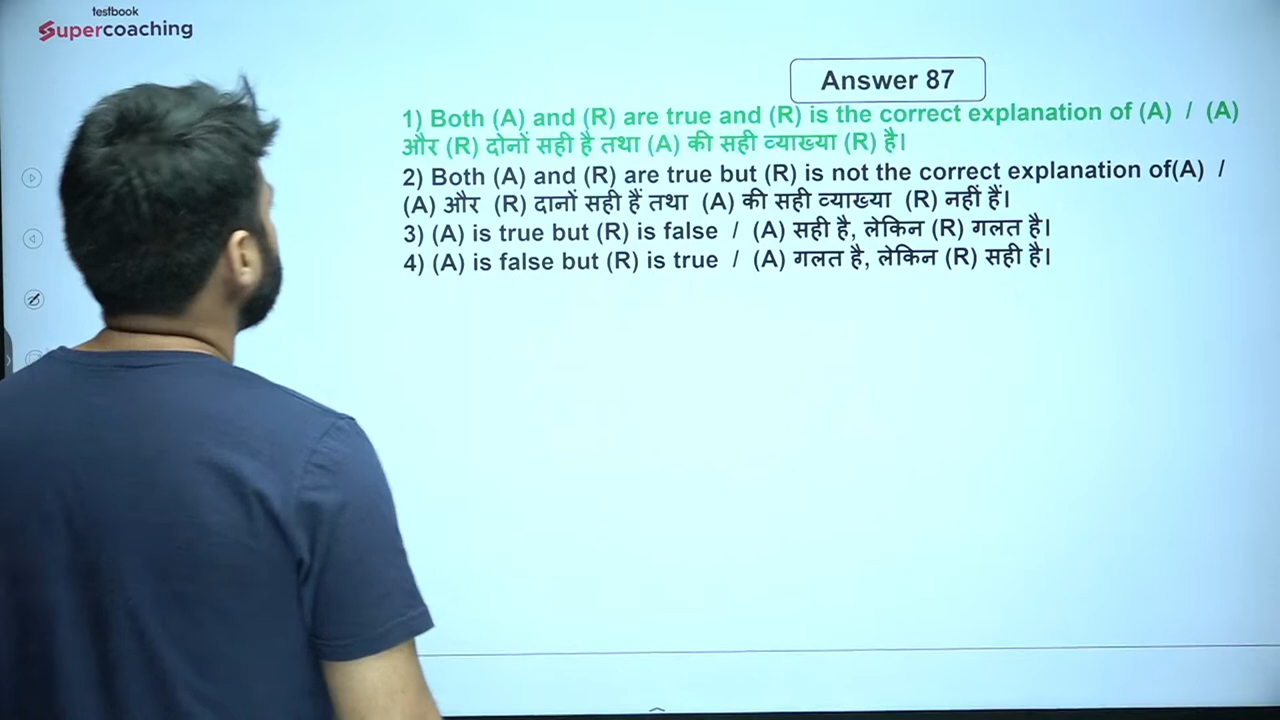 testbook
Supercoaching
Answer 87
1) Both (A) and (R) are true and (R) is the correct explanation of (A) / (A)
और (R) दोनों सही है तथा (A) की सही व्याख्या (R) है।
2) Both (A) and (R) are true but (R) is not the correct explanation of(A) /
(A) और (R) दानों सही हैं तथा (A) की सही व्याख्या (R) नहीं हैं।
3) (A) is true but (R) is false / (A) सही है, लेकिन (R) गलत है।
4) (A) is false but (R) is true / (A) गलत है, लेकिन (R) सही है।